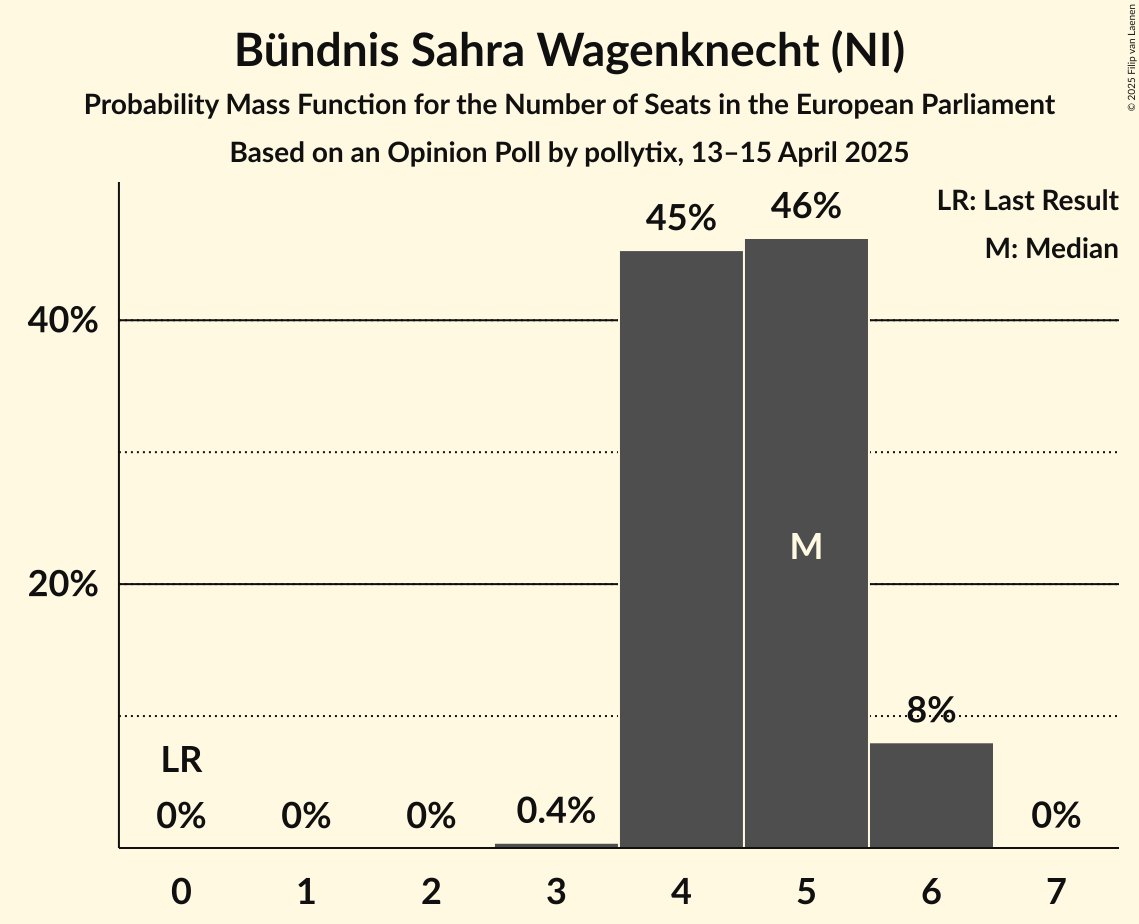 Bündnis Sahra Wagenknecht (NI)
Probability Mass Function for the Number of Seats in the European Parliament
Based on an Opinion Poll by pollytix, 13–15 April 2025
© 2025 Filip van Laenen
LR: Last Result
M: Median
45%
46%
40%
M
20%
8%
LR
0%
0%
0%
0.4%
0%
0
1
2
3
4
5
6
7